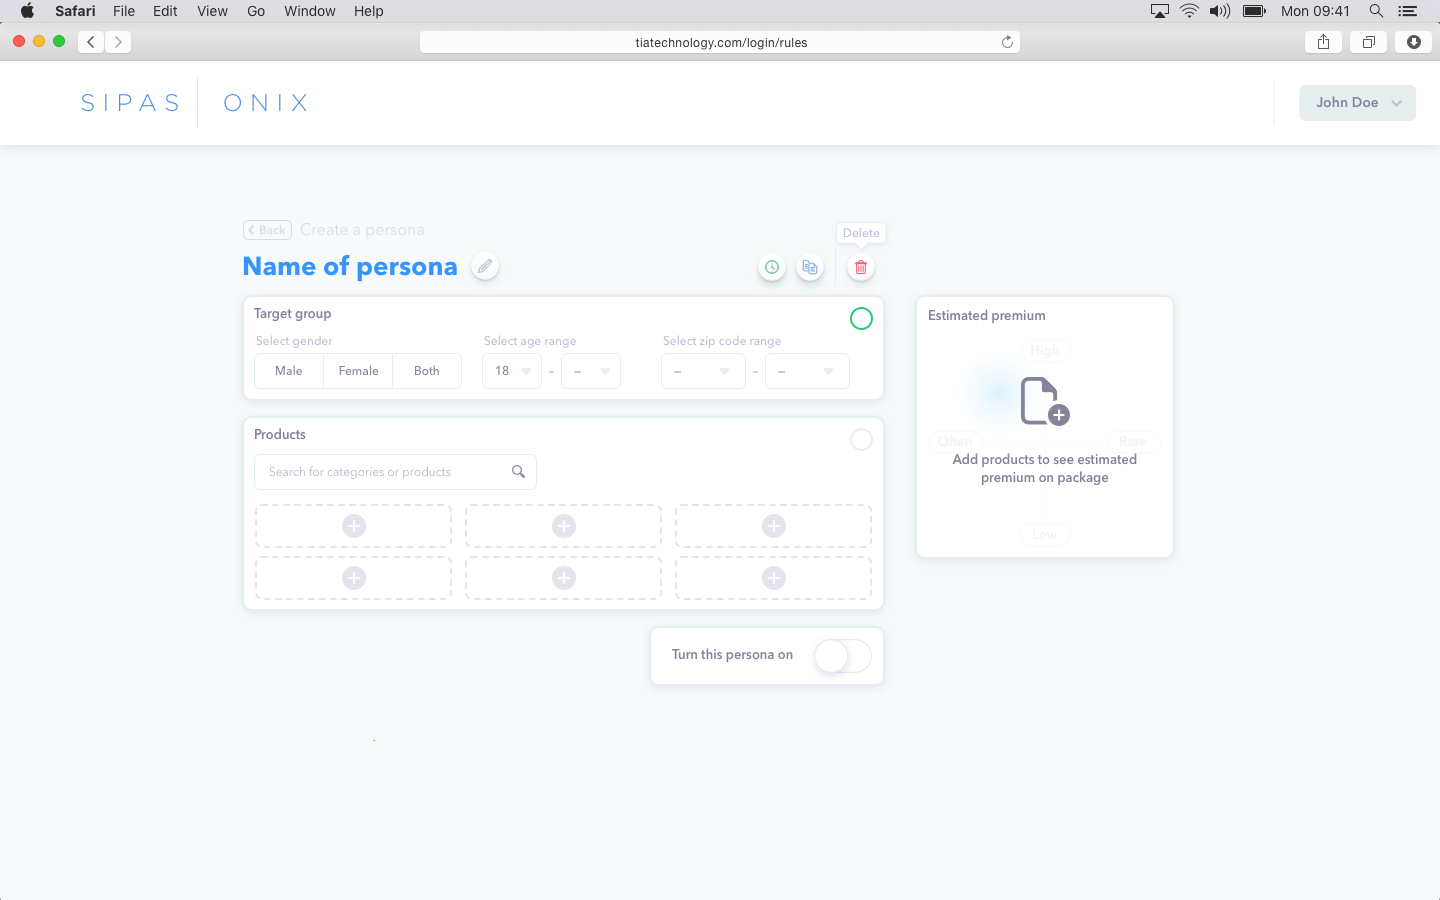 Safari File Edit View Go Window Help Mon 09:41
tiatechnology.com/login/rules
SIPAS ONIX
John Doe
Back Create a persona
Delete
Name of persona
Target group
Select gender Select age range Select zip code range
Male Female Both 18 - – – - –
Products
Search for categories or products
Turn this persona on
Estimated premium
High
Often Rare
Add products to see estimated
premium on package
Low